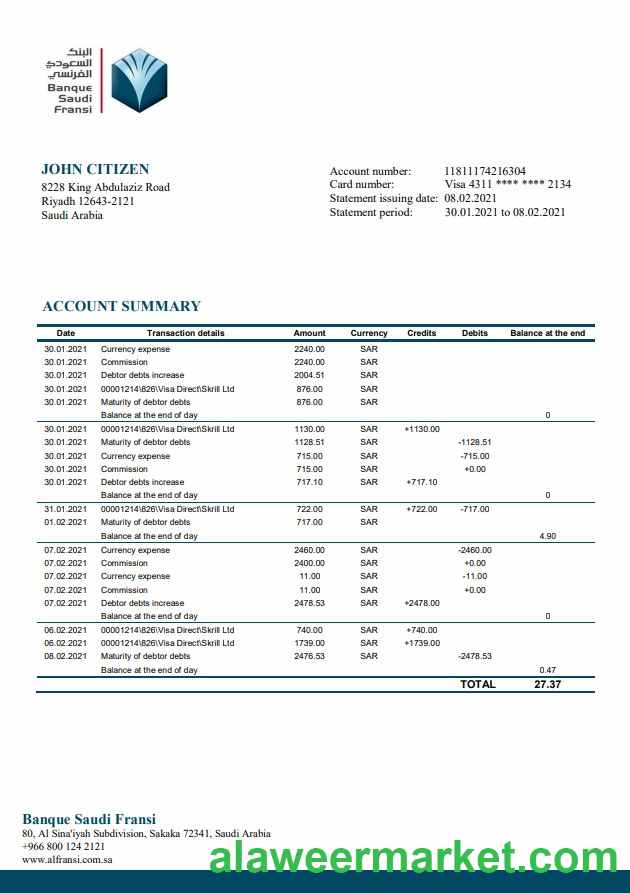 البنك
السعودي
الفرنسي
Banque
Saudi
Fransi
JOHN CITIZEN
8228 King Abdulaziz Road
Riyadh 12643-2121
Saudi Arabia
Account number: 11811174216304
Card number: Visa 4311 **** **** 2134
Statement issuing date: 08.02.2021
Statement period: 30.01.2021 to 08.02.2021
ACCOUNT SUMMARY
Date Transaction details Amount Currency Credits Debits Balance at the end
30.01.2021 Currency expense 2240.00 SAR
30.01.2021 Commission 2240.00 SAR
30.01.2021 Debtor debts increase 2004.51 SAR
30.01.2021 00001214\826\Visa Direct\Skrill Ltd 876.00 SAR
30.01.2021 Maturity of debtor debts 876.00 SAR
Balance at the end of day 0
30.01.2021 00001214\826\Visa Direct\Skrill Ltd 1130.00 SAR +1130.00
30.01.2021 Maturity of debtor debts 1128.51 SAR -1128.51
30.01.2021 Currency expense 715.00 SAR -715.00
30.01.2021 Commission 715.00 SAR +0.00
30.01.2021 Debtor debts increase 717.10 SAR +717.10
Balance at the end of day 0
31.01.2021 00001214\826\Visa Direct\Skrill Ltd 722.00 SAR +722.00 -717.00
01.02.2021 Maturity of debtor debts 717.00 SAR
Balance at the end of day 4.90
07.02.2021 Currency expense 2460.00 SAR -2460.00
07.02.2021 Commission 2400.00 SAR +0.00
07.02.2021 Currency expense 11.00 SAR -11.00
07.02.2021 Commission 11.00 SAR +0.00
07.02.2021 Debtor debts increase 2478.53 SAR +2478.00
Balance at the end of day 0
06.02.2021 00001214\826\Visa Direct\Skrill Ltd 740.00 SAR +740.00
06.02.2021 00001214\826\Visa Direct\Skrill Ltd 1739.00 SAR +1739.00
08.02.2021 Maturity of debtor debts 2476.53 SAR -2478.53
Balance at the end of day 0.47
TOTAL 27.37
Banque Saudi Fransi
80, Al Sina'iyah Subdivision, Sakaka 72341, Saudi Arabia
+966 800 124 2121
www.alfransi.com.sa
alaweermarket.com